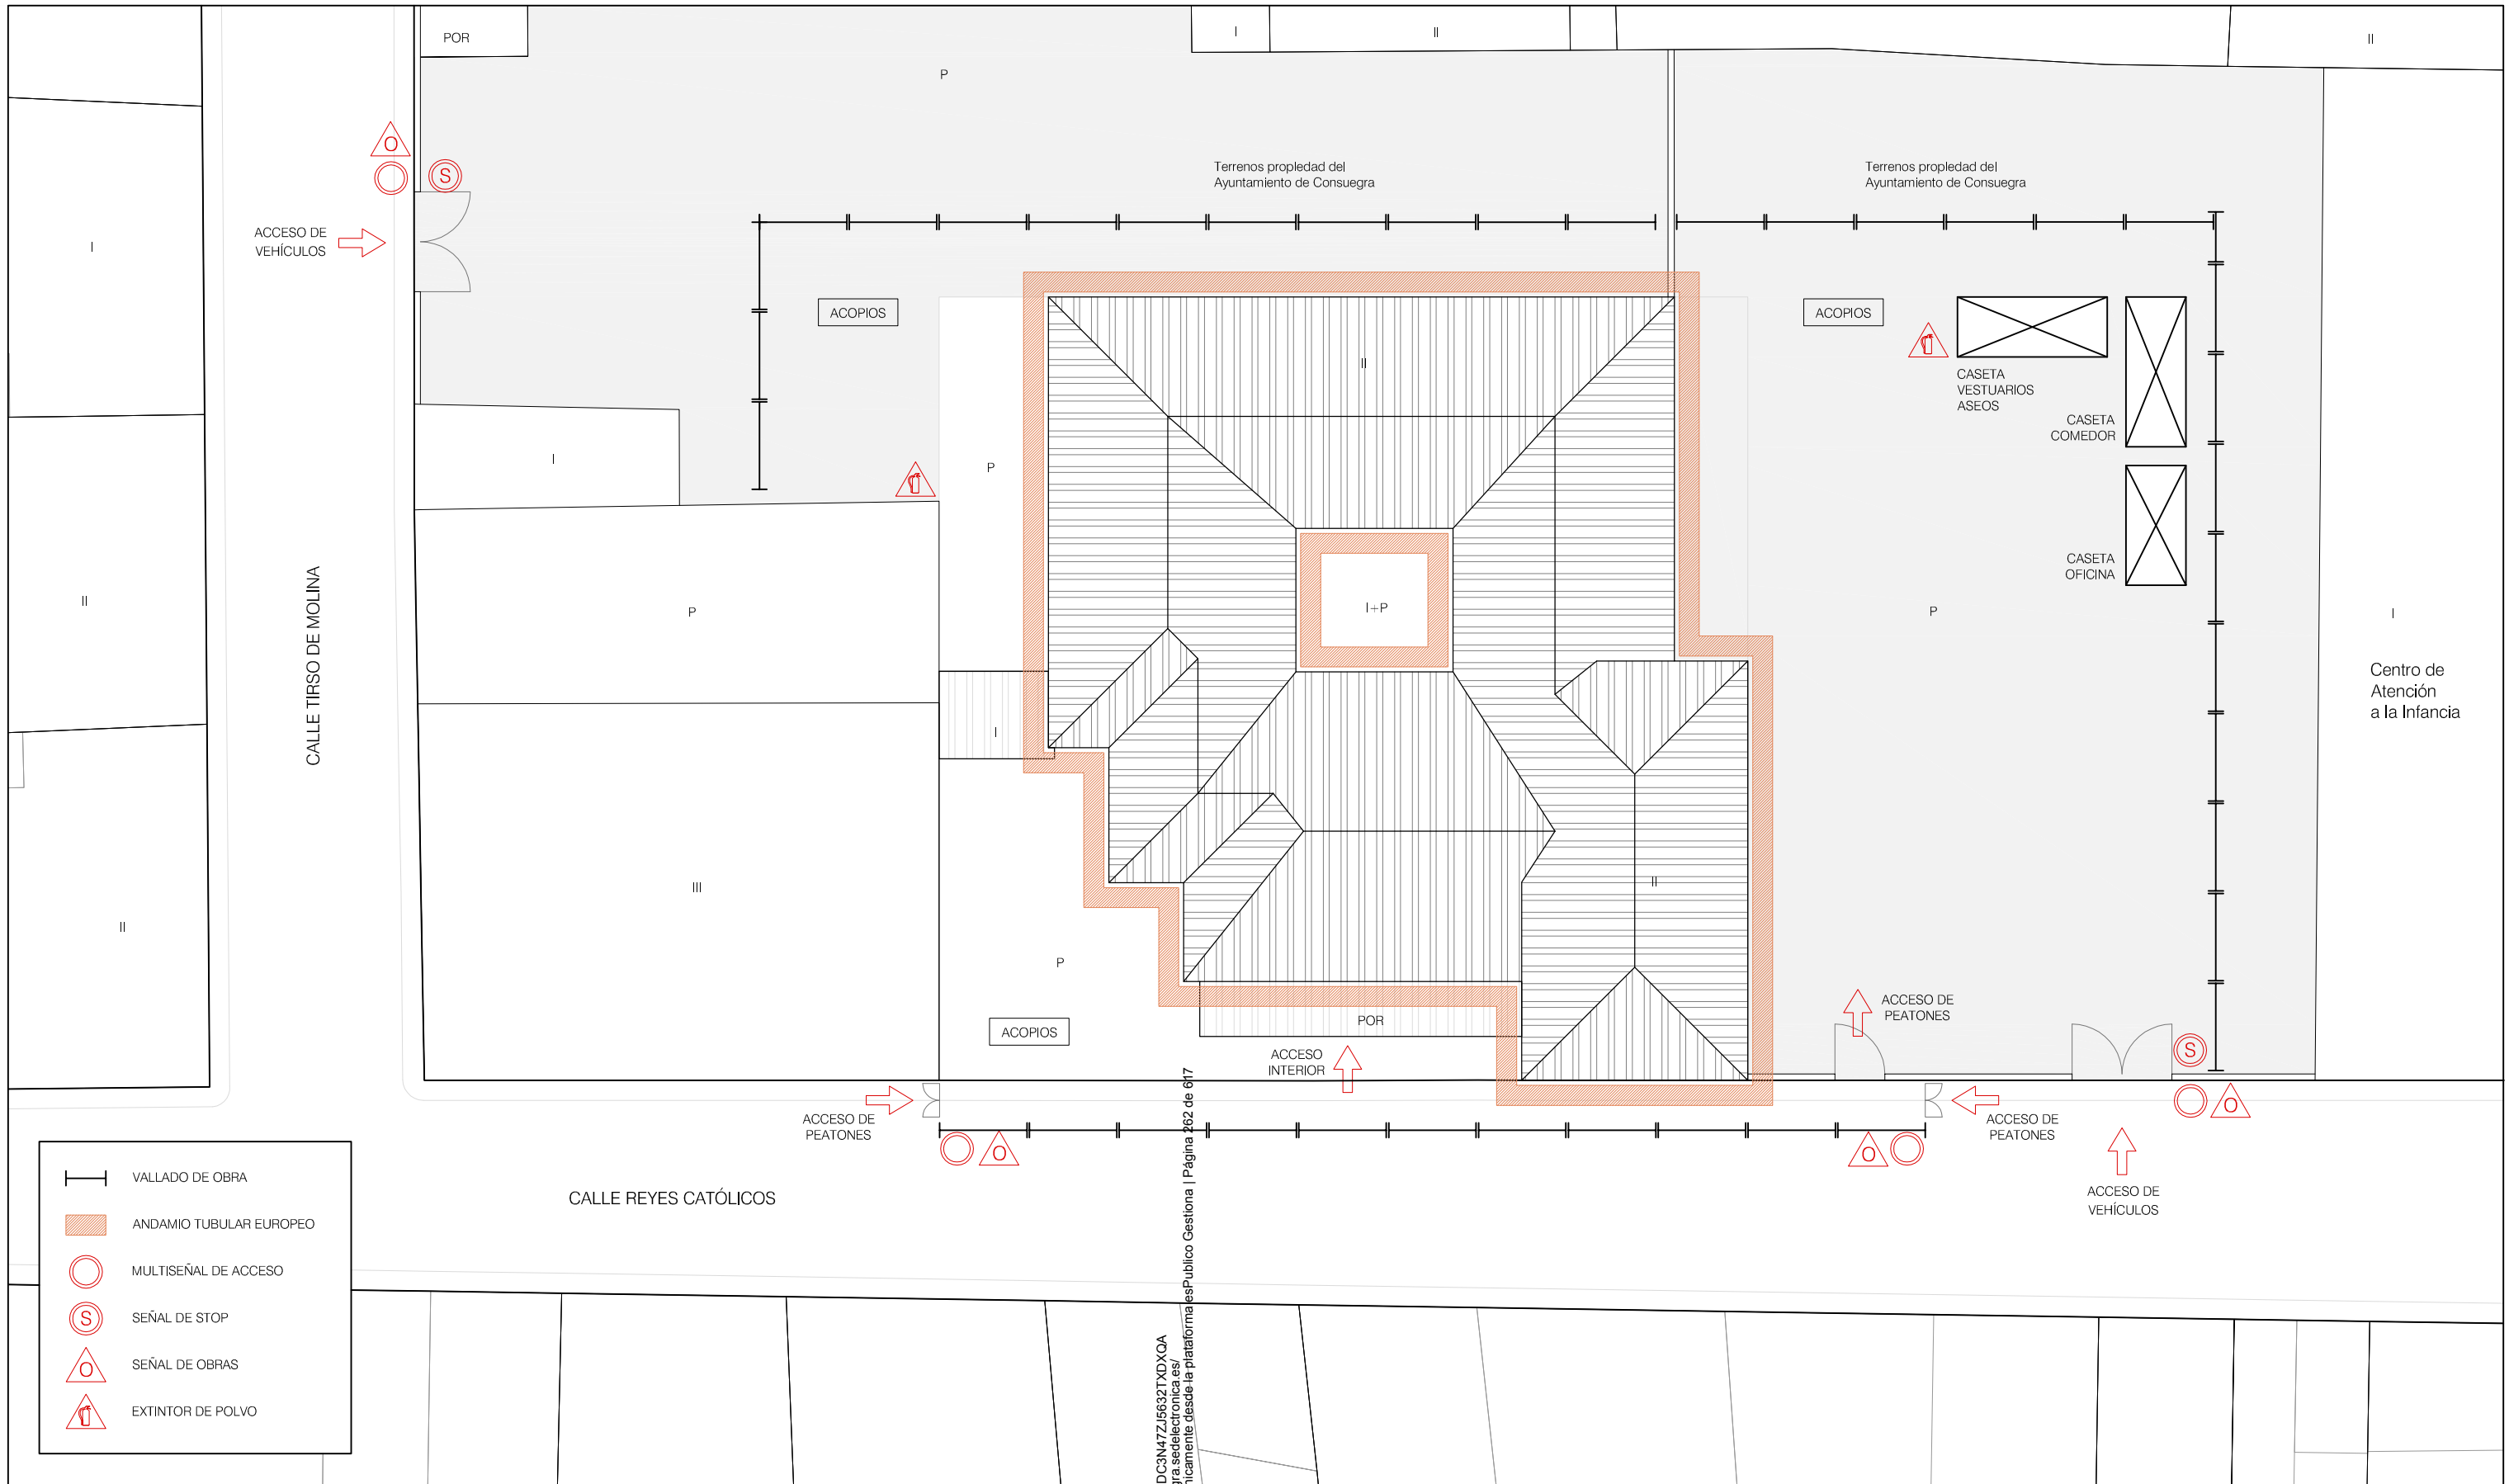 POR
I
II
II
P
Terrenos propiedad del
Ayuntamiento de Consuegra
Terrenos propiedad del
Ayuntamiento de Consuegra
O
S
ACCESO DE
VEHÍCULOS
I
ACOPIOS
ACOPIOS
II
CASETA
VESTUARIOS
ASEOS
CASETA
COMEDOR
I
P
CASETA
OFICINA
II
P
I+P
P
I
CALLE TIRSO DE MOLINA
Centro de
Atención
a la Infancia
I
III
II
II
P
ACOPIOS
POR
ACCESO
INTERIOR
ACCESO DE
PEATONES
S
O
ACCESO DE
PEATONES
ACCESO DE
PEATONES
O
O
ACCESO DE
VEHÍCULOS
CALLE REYES CATÓLICOS
VALLADO DE OBRA
ANDAMIO TUBULAR EUROPEO
MULTISEÑAL DE ACCESO
S
SEÑAL DE STOP
O
SEÑAL DE OBRAS
EXTINTOR DE POLVO
DC3N47ZJ5632TXDXQA
gra.sedelectronica.es/
nicamente desde la plataforma esPublico Gestiona | Página 262 de 617